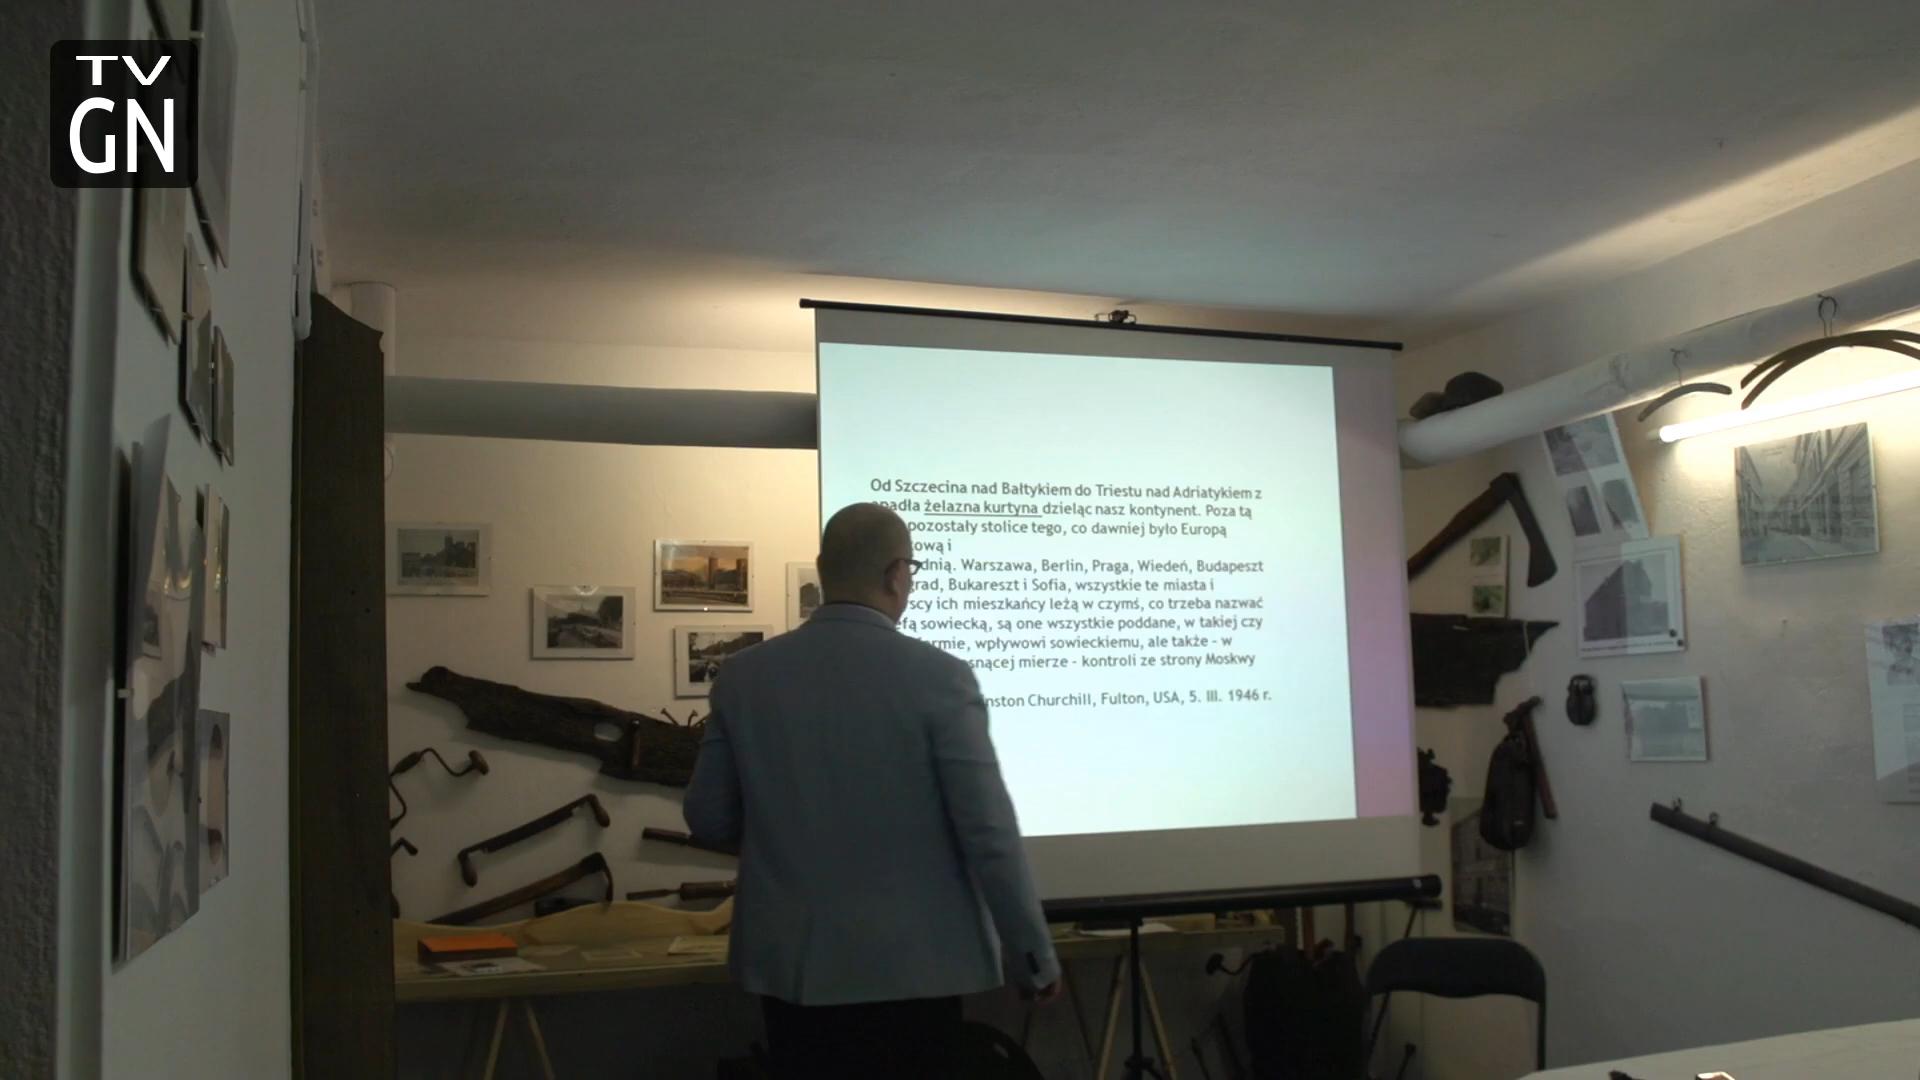 TV
GN
Od Szczecina nad Bałtykiem do Triestu nad Adriatykiem z
żelazna kurtyna dzieląc nasz kontynent. Poza tą
pozostały stolice tego, co dawniej było Europą
i
Warszawa, Berlin, Praga, Wiedeń, Budapeszt
Bukareszt i Sofia, wszystkie te miasta i
ich mieszkańcy leżą w czymś, co trzeba nazwać
sowiecką, są one wszystkie poddane, w takiej czy
wpływowi sowieckiemu, ale także - w
mierze - kontroli ze strony Moskwy
Churchill, Fulton, USA, 5. III. 1946 r.